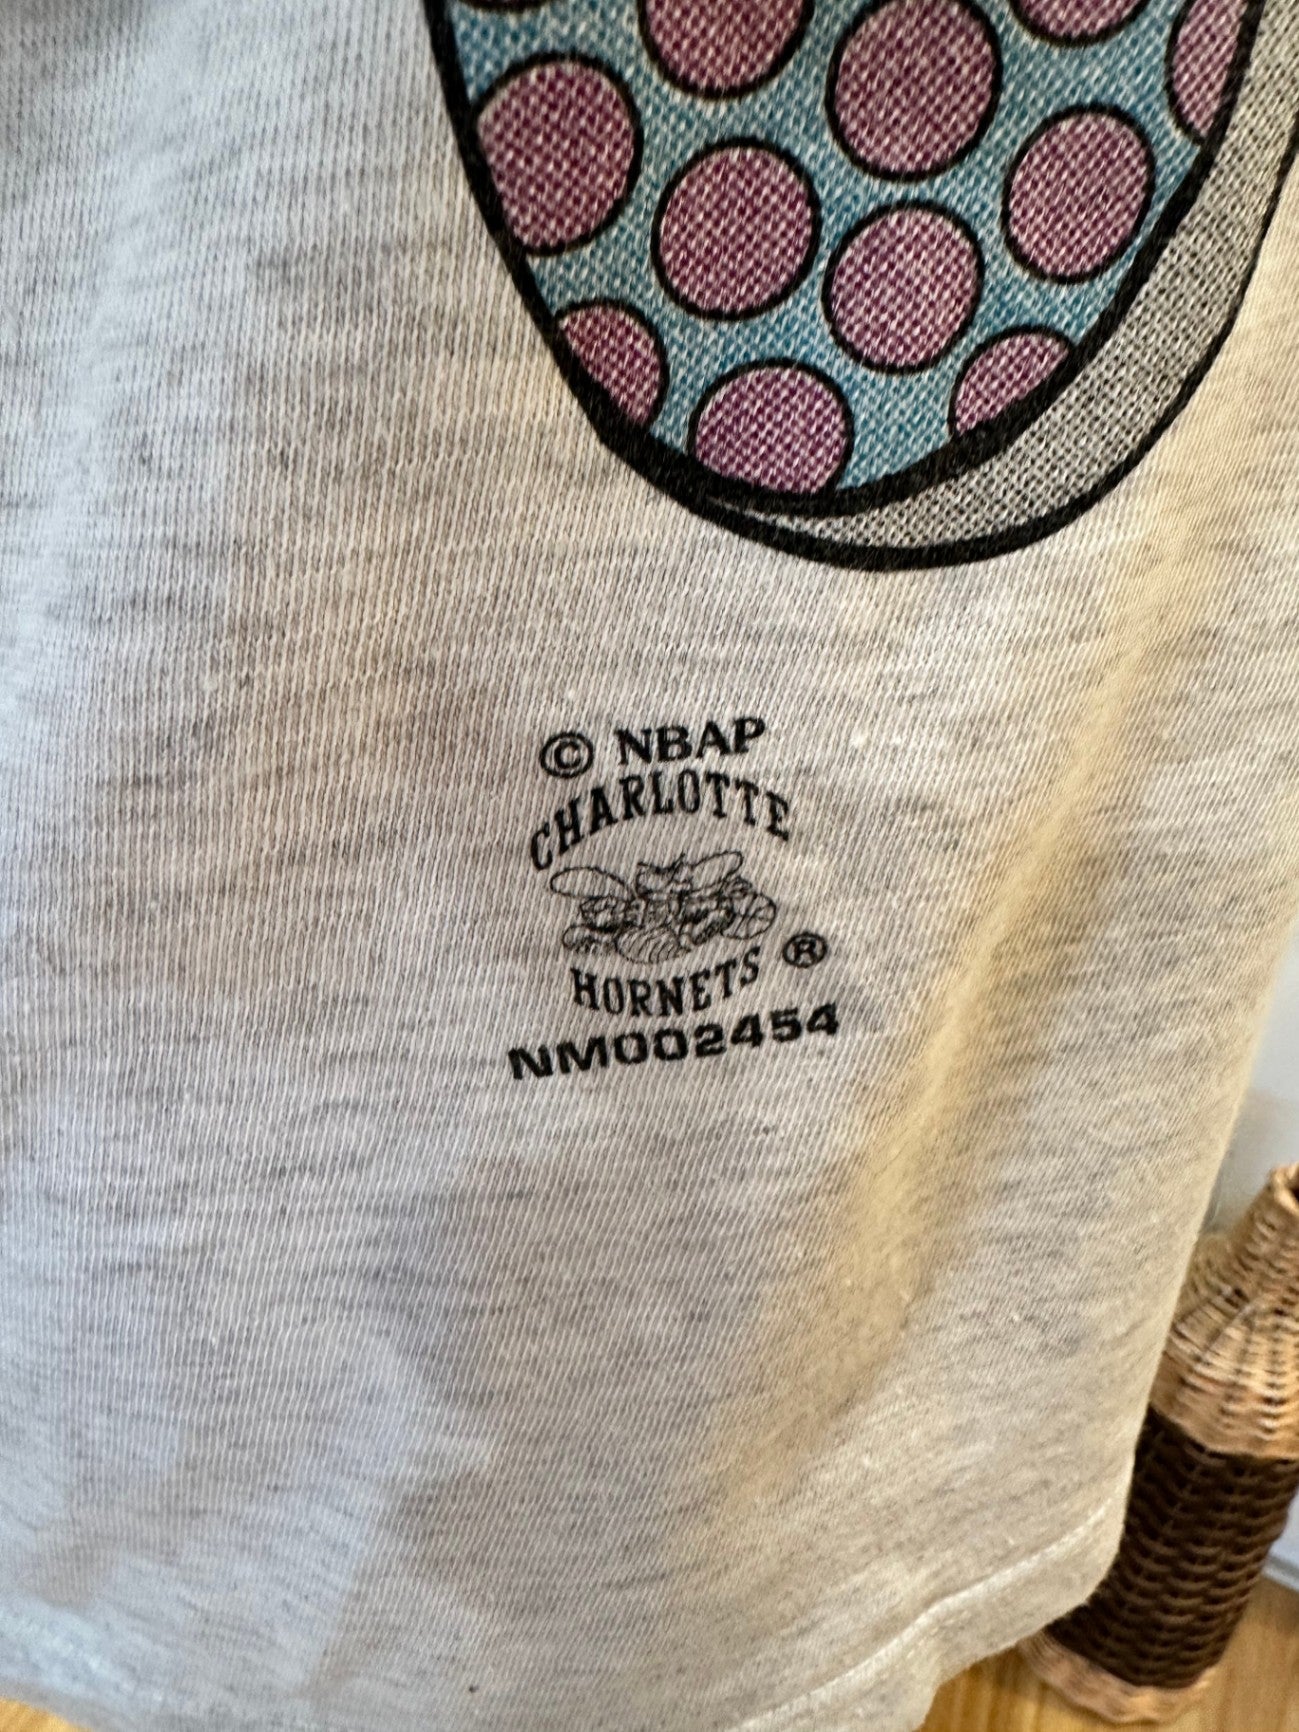 © NBAP
CHARLOTTE
HORNETS ®
NM002454